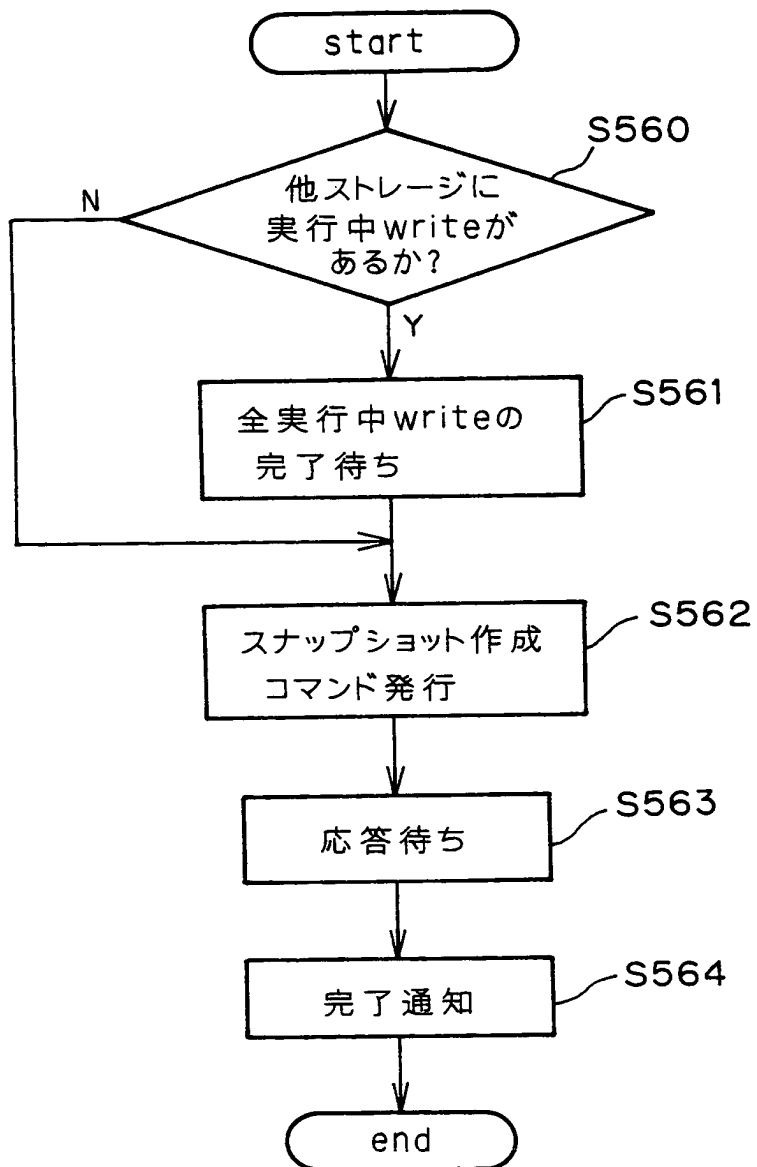 start
S560
他ストレージに
実行中writeが
あるか?
N
Y
S561
全実行中writeの
完了待ち
S562
スナップショット作成
コマンド発行
S563
応答待ち
S564
完了通知
end